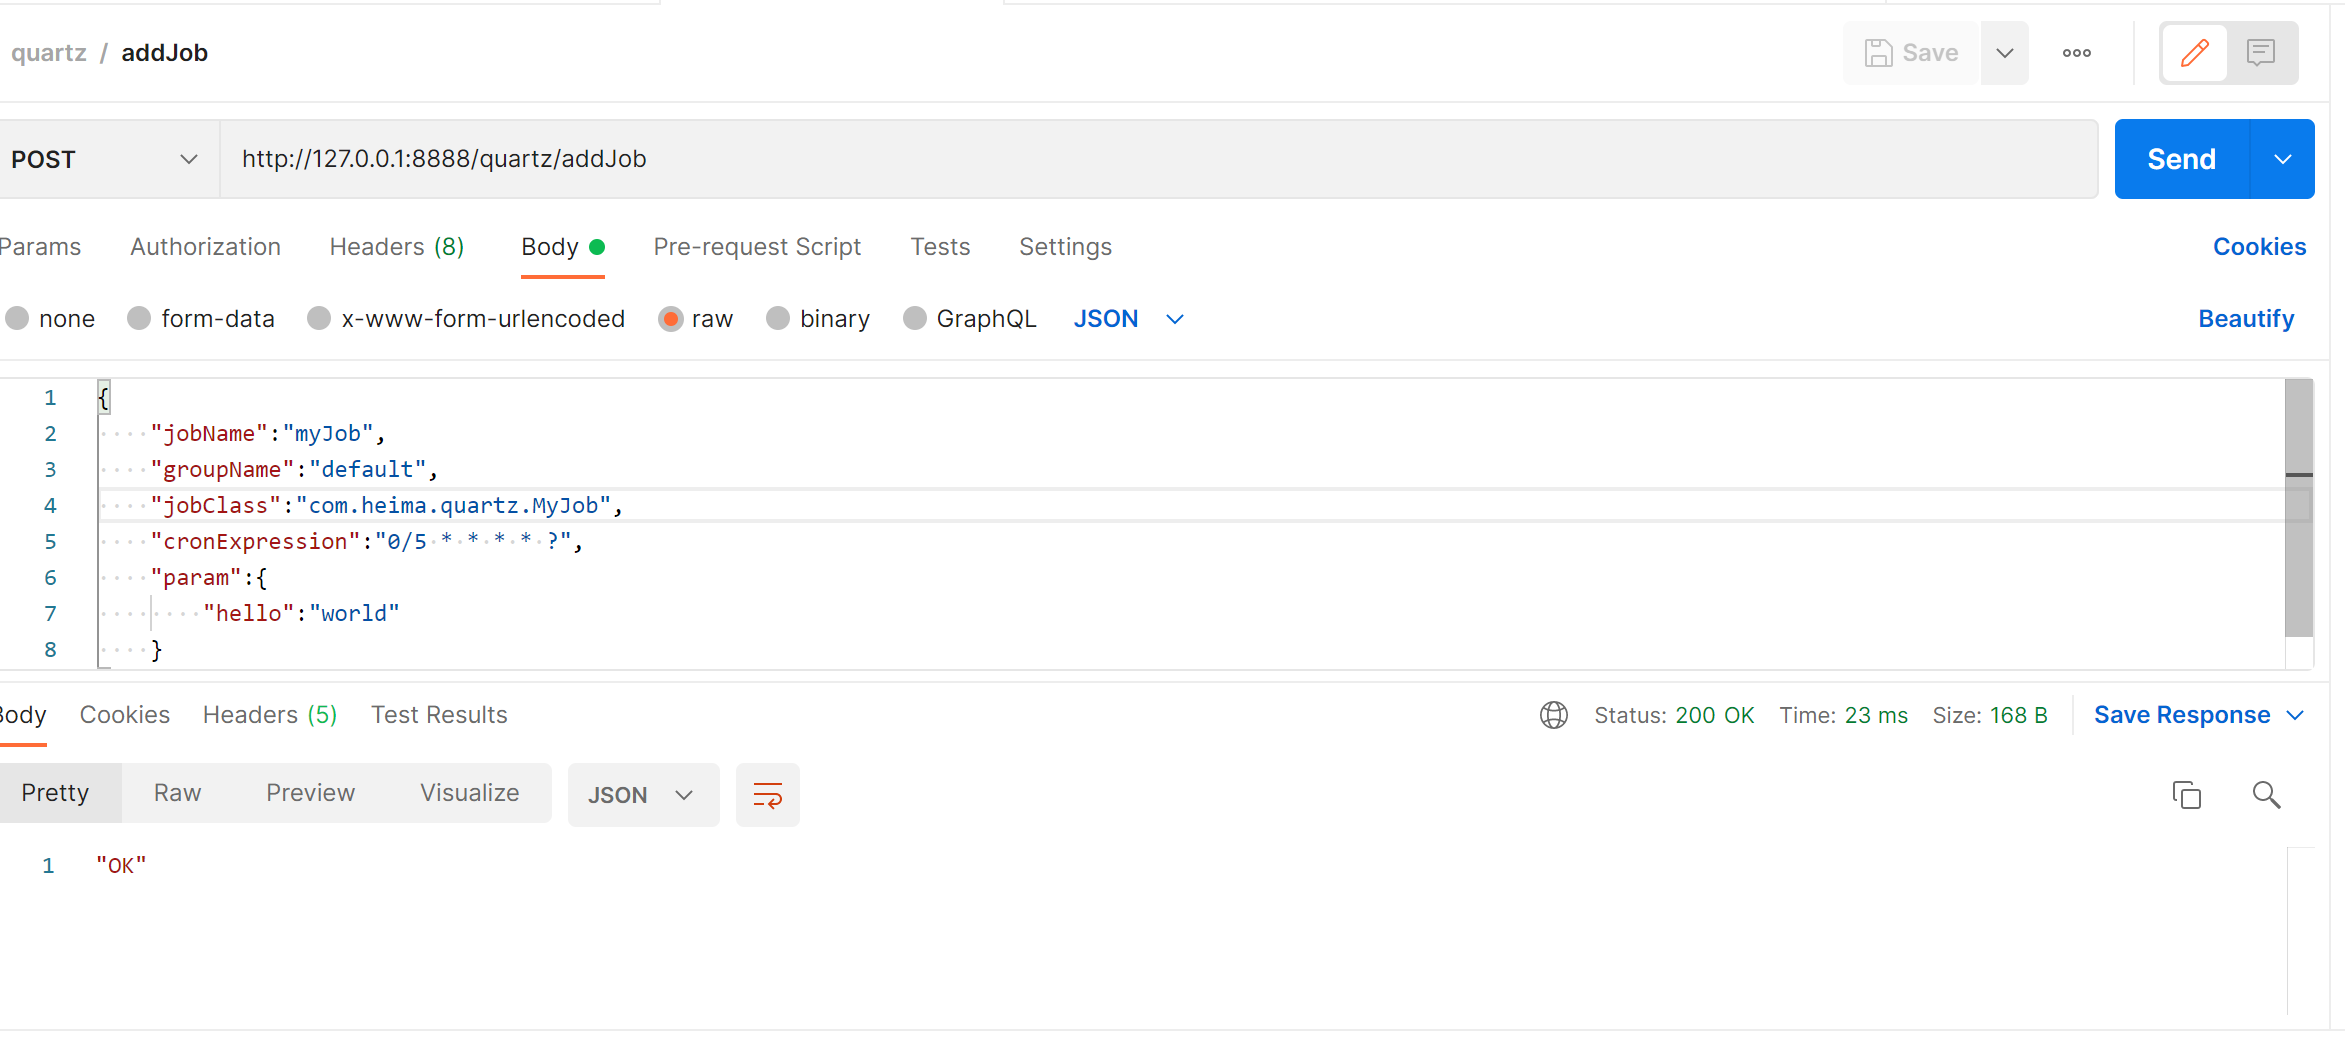 quartz / addJob
Save
POST
http://127.0.0.1:8888/quartz/addJob
Send
Params Authorization Headers (8) Body Pre-request Script Tests Settings Cookies
none form-data x-www-form-urlencoded raw binary GraphQL JSON Beautify
1 {
2 "jobName":"myJob",
3 "groupName":"default",
4 "jobClass":"com.heima.quartz.MyJob",
5 "cronExpression":"0/5 * * * * ?",
6 "param":{
7 "hello":"world"
8 }
Body Cookies Headers (5) Test Results Status: 200 OK Time: 23 ms Size: 168 B Save Response
Pretty Raw Preview Visualize JSON
1 "OK"